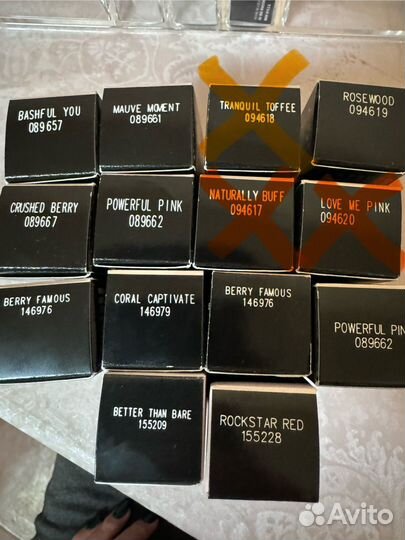 BASHFUL YOU
089657
MAUVE MOMENT
089661
TRANQUIL TOFFEE
094618
ROSEWOOD
094619
CRUSHED BERRY
089667
POWERFUL PINK
089662
NATURALLY BUFF
094617
LOVE ME PINK
094620
BERRY FAMOUS
146976
CORAL CAPTIVATE
146979
BERRY FAMOUS
146976
POWERFUL PIN
089662
BETTER THAN BARE
155209
ROCKSTAR RED
155228
Avito